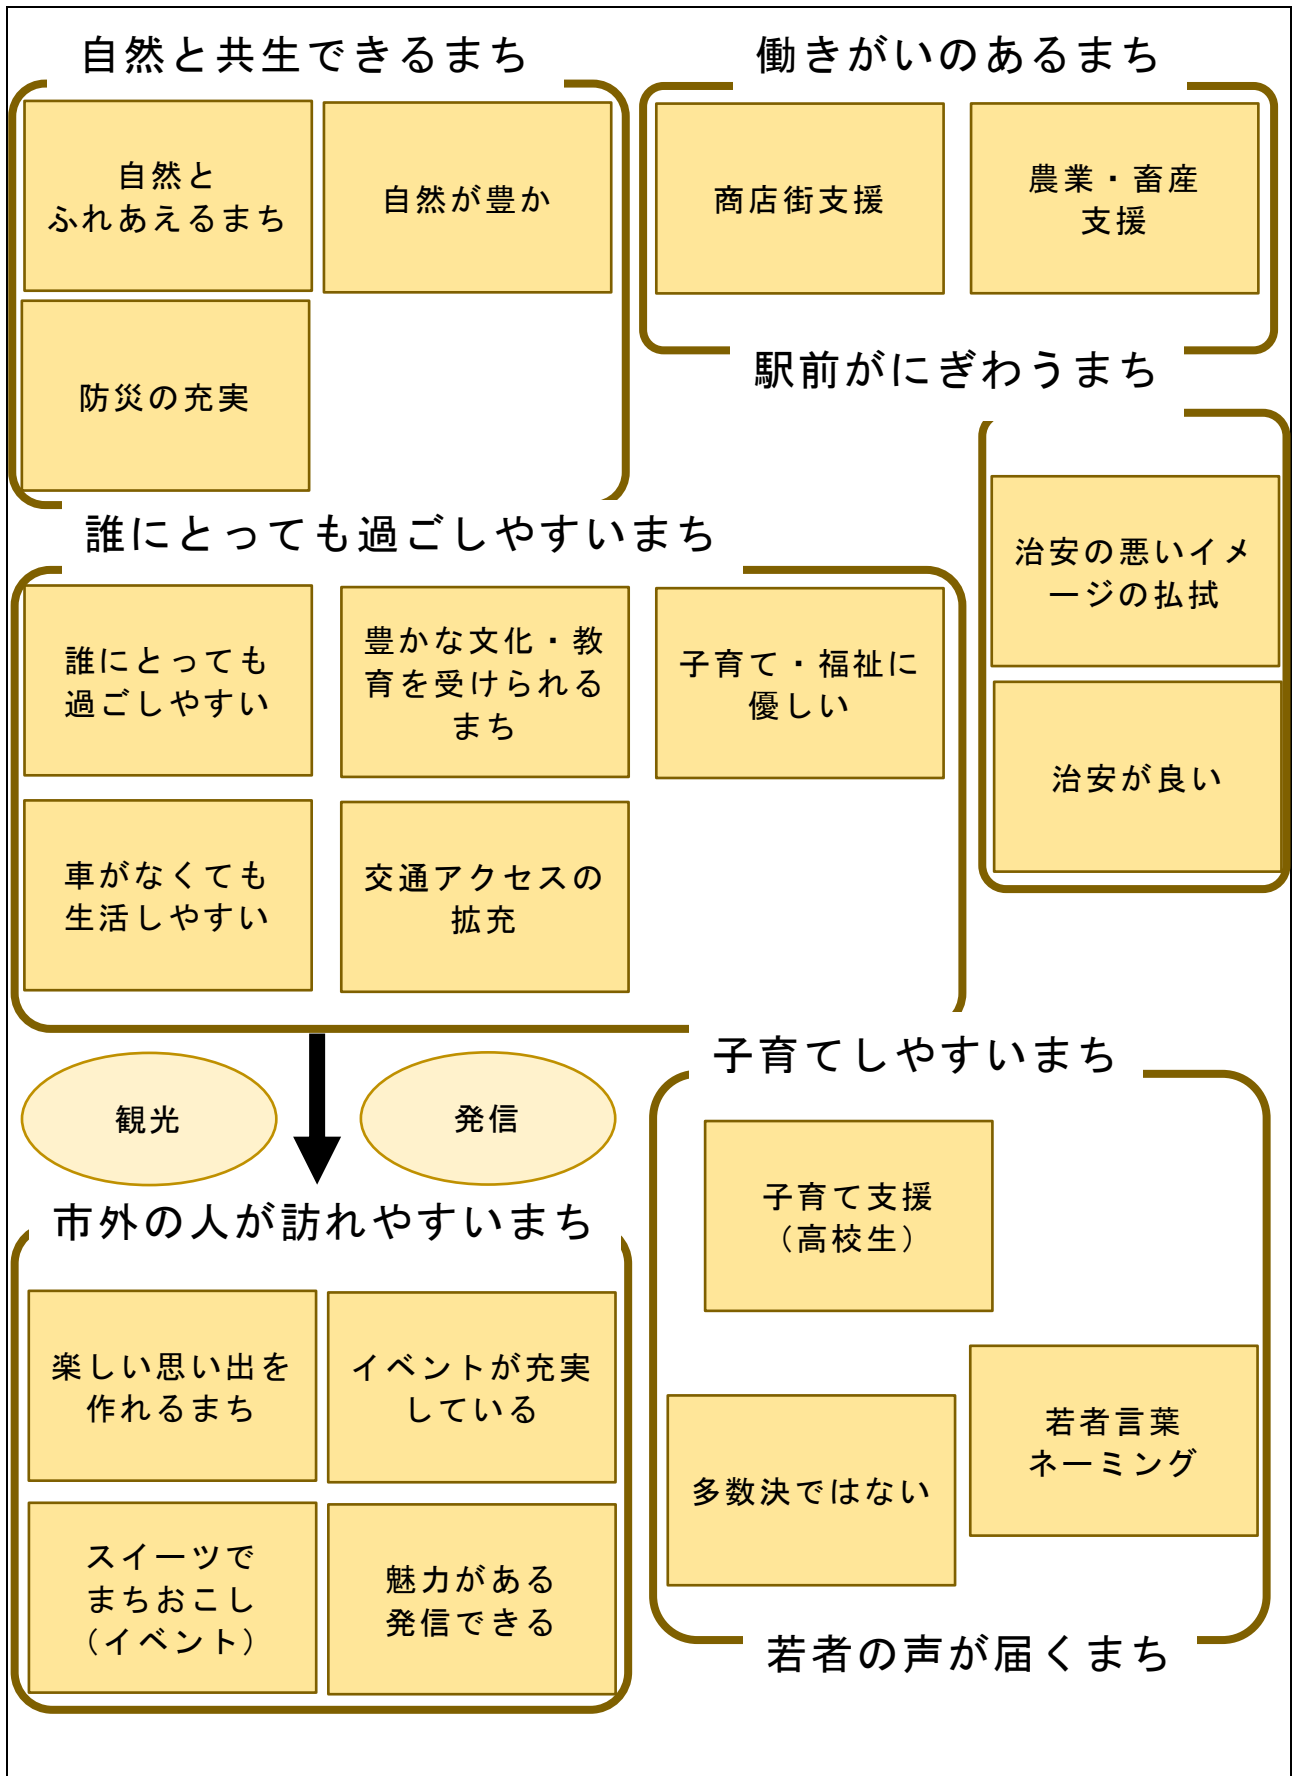 自然と共生できるまち
自然と
ふれあえるまち
自然が豊か
防災の充実
働きがいのあるまち
商店街支援
農業・畜産
支援
駅前がにぎわうまち
治安の悪いイメ
ージの払拭
治安が良い
誰にとっても過ごしやすいまち
誰にとっても
過ごしやすい
豊かな文化・教
育を受けられる
まち
子育て・福祉に
優しい
車がなくても
生活しやすい
交通アクセスの
拡充
観光
発信
市外の人が訪れやすいまち
楽しい思い出を
作れるまち
イベントが充実
している
スイーツで
まちおこし
（イベント）
魅力がある
発信できる
子育てしやすいまち
子育て支援
（高校生）
多数決ではない
若者言葉
ネーミング
若者の声が届くまち